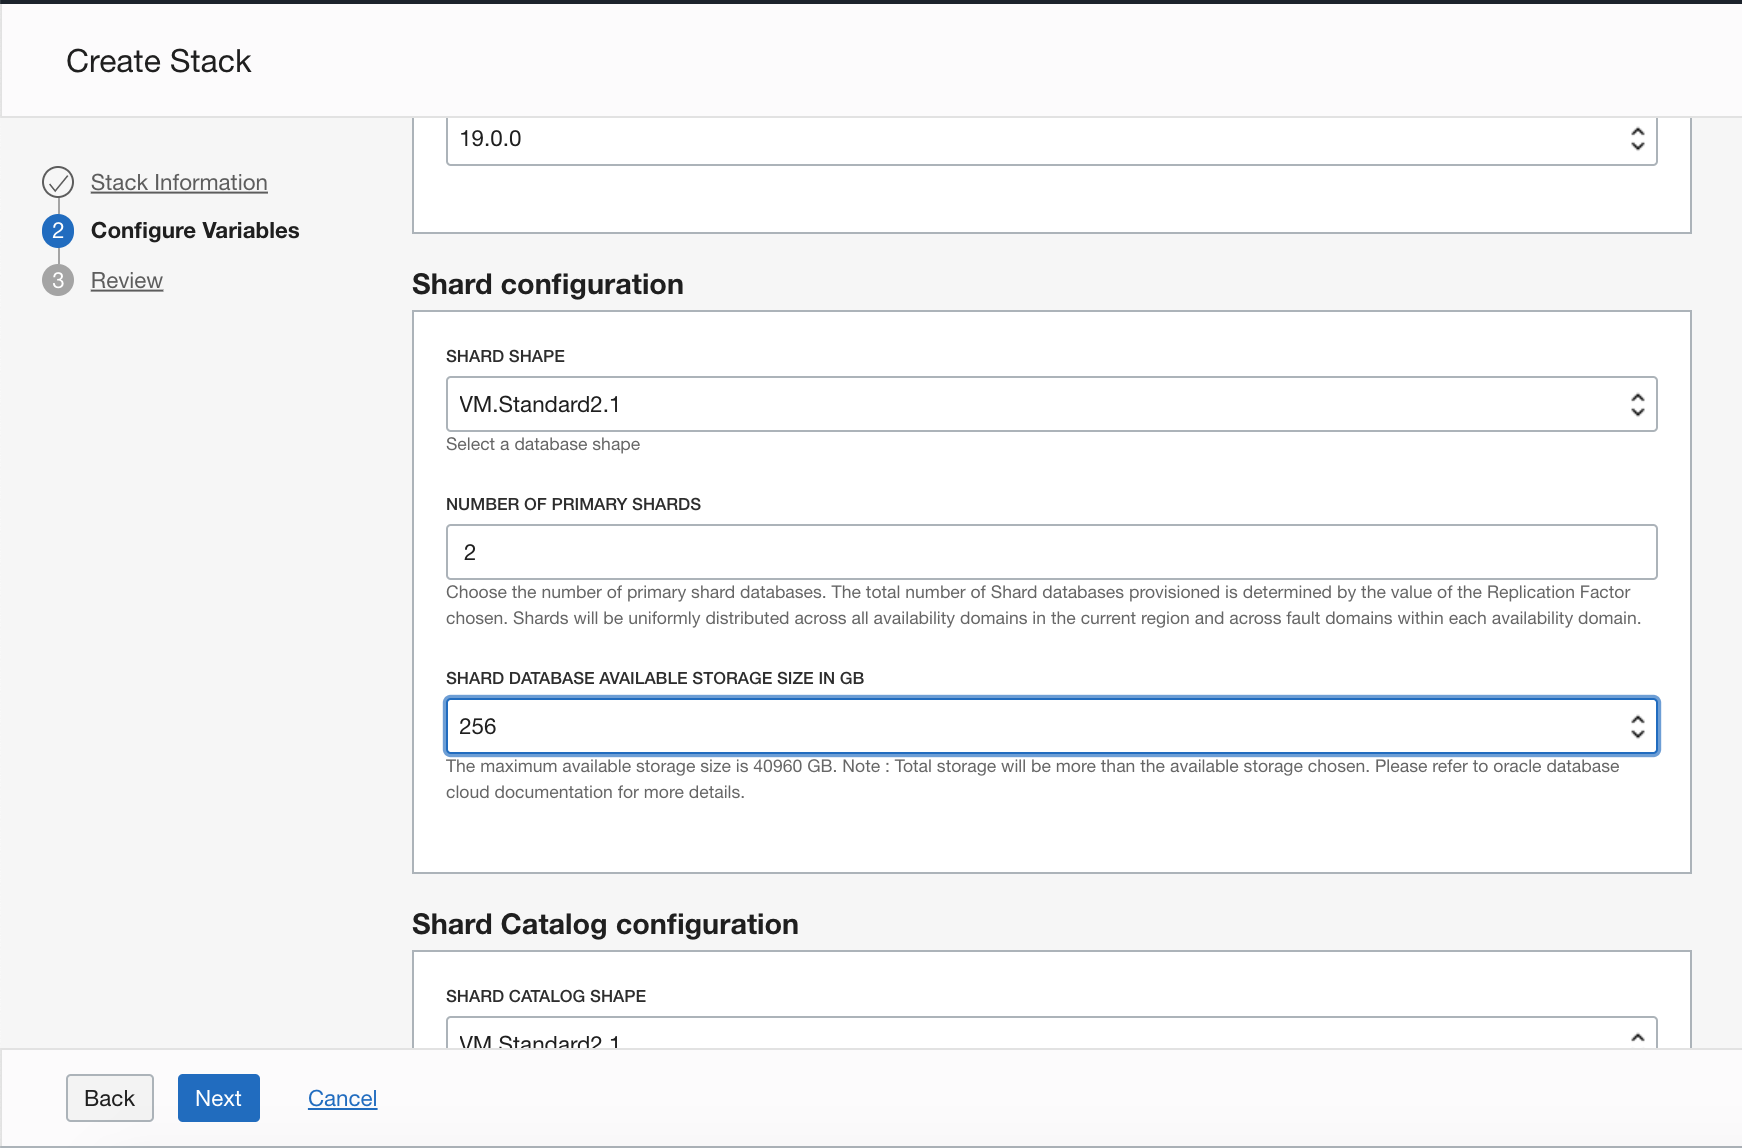 Create Stack
19.0.0
Stack Information
2 Configure Variables
3 Review
Shard configuration
SHARD SHAPE
VM.Standard2.1
Select a database shape
NUMBER OF PRIMARY SHARDS
2
Choose the number of primary shard databases. The total number of Shard databases provisioned is determined by the value of the Replication Factor
chosen. Shards will be uniformly distributed across all availability domains in the current region and across fault domains within each availability domain.
SHARD DATABASE AVAILABLE STORAGE SIZE IN GB
256
The maximum available storage size is 40960 GB. Note : Total storage will be more than the available storage chosen. Please refer to oracle database
cloud documentation for more details.
Shard Catalog configuration
SHARD CATALOG SHAPE
VM.Standard2.1
Back
Next
Cancel